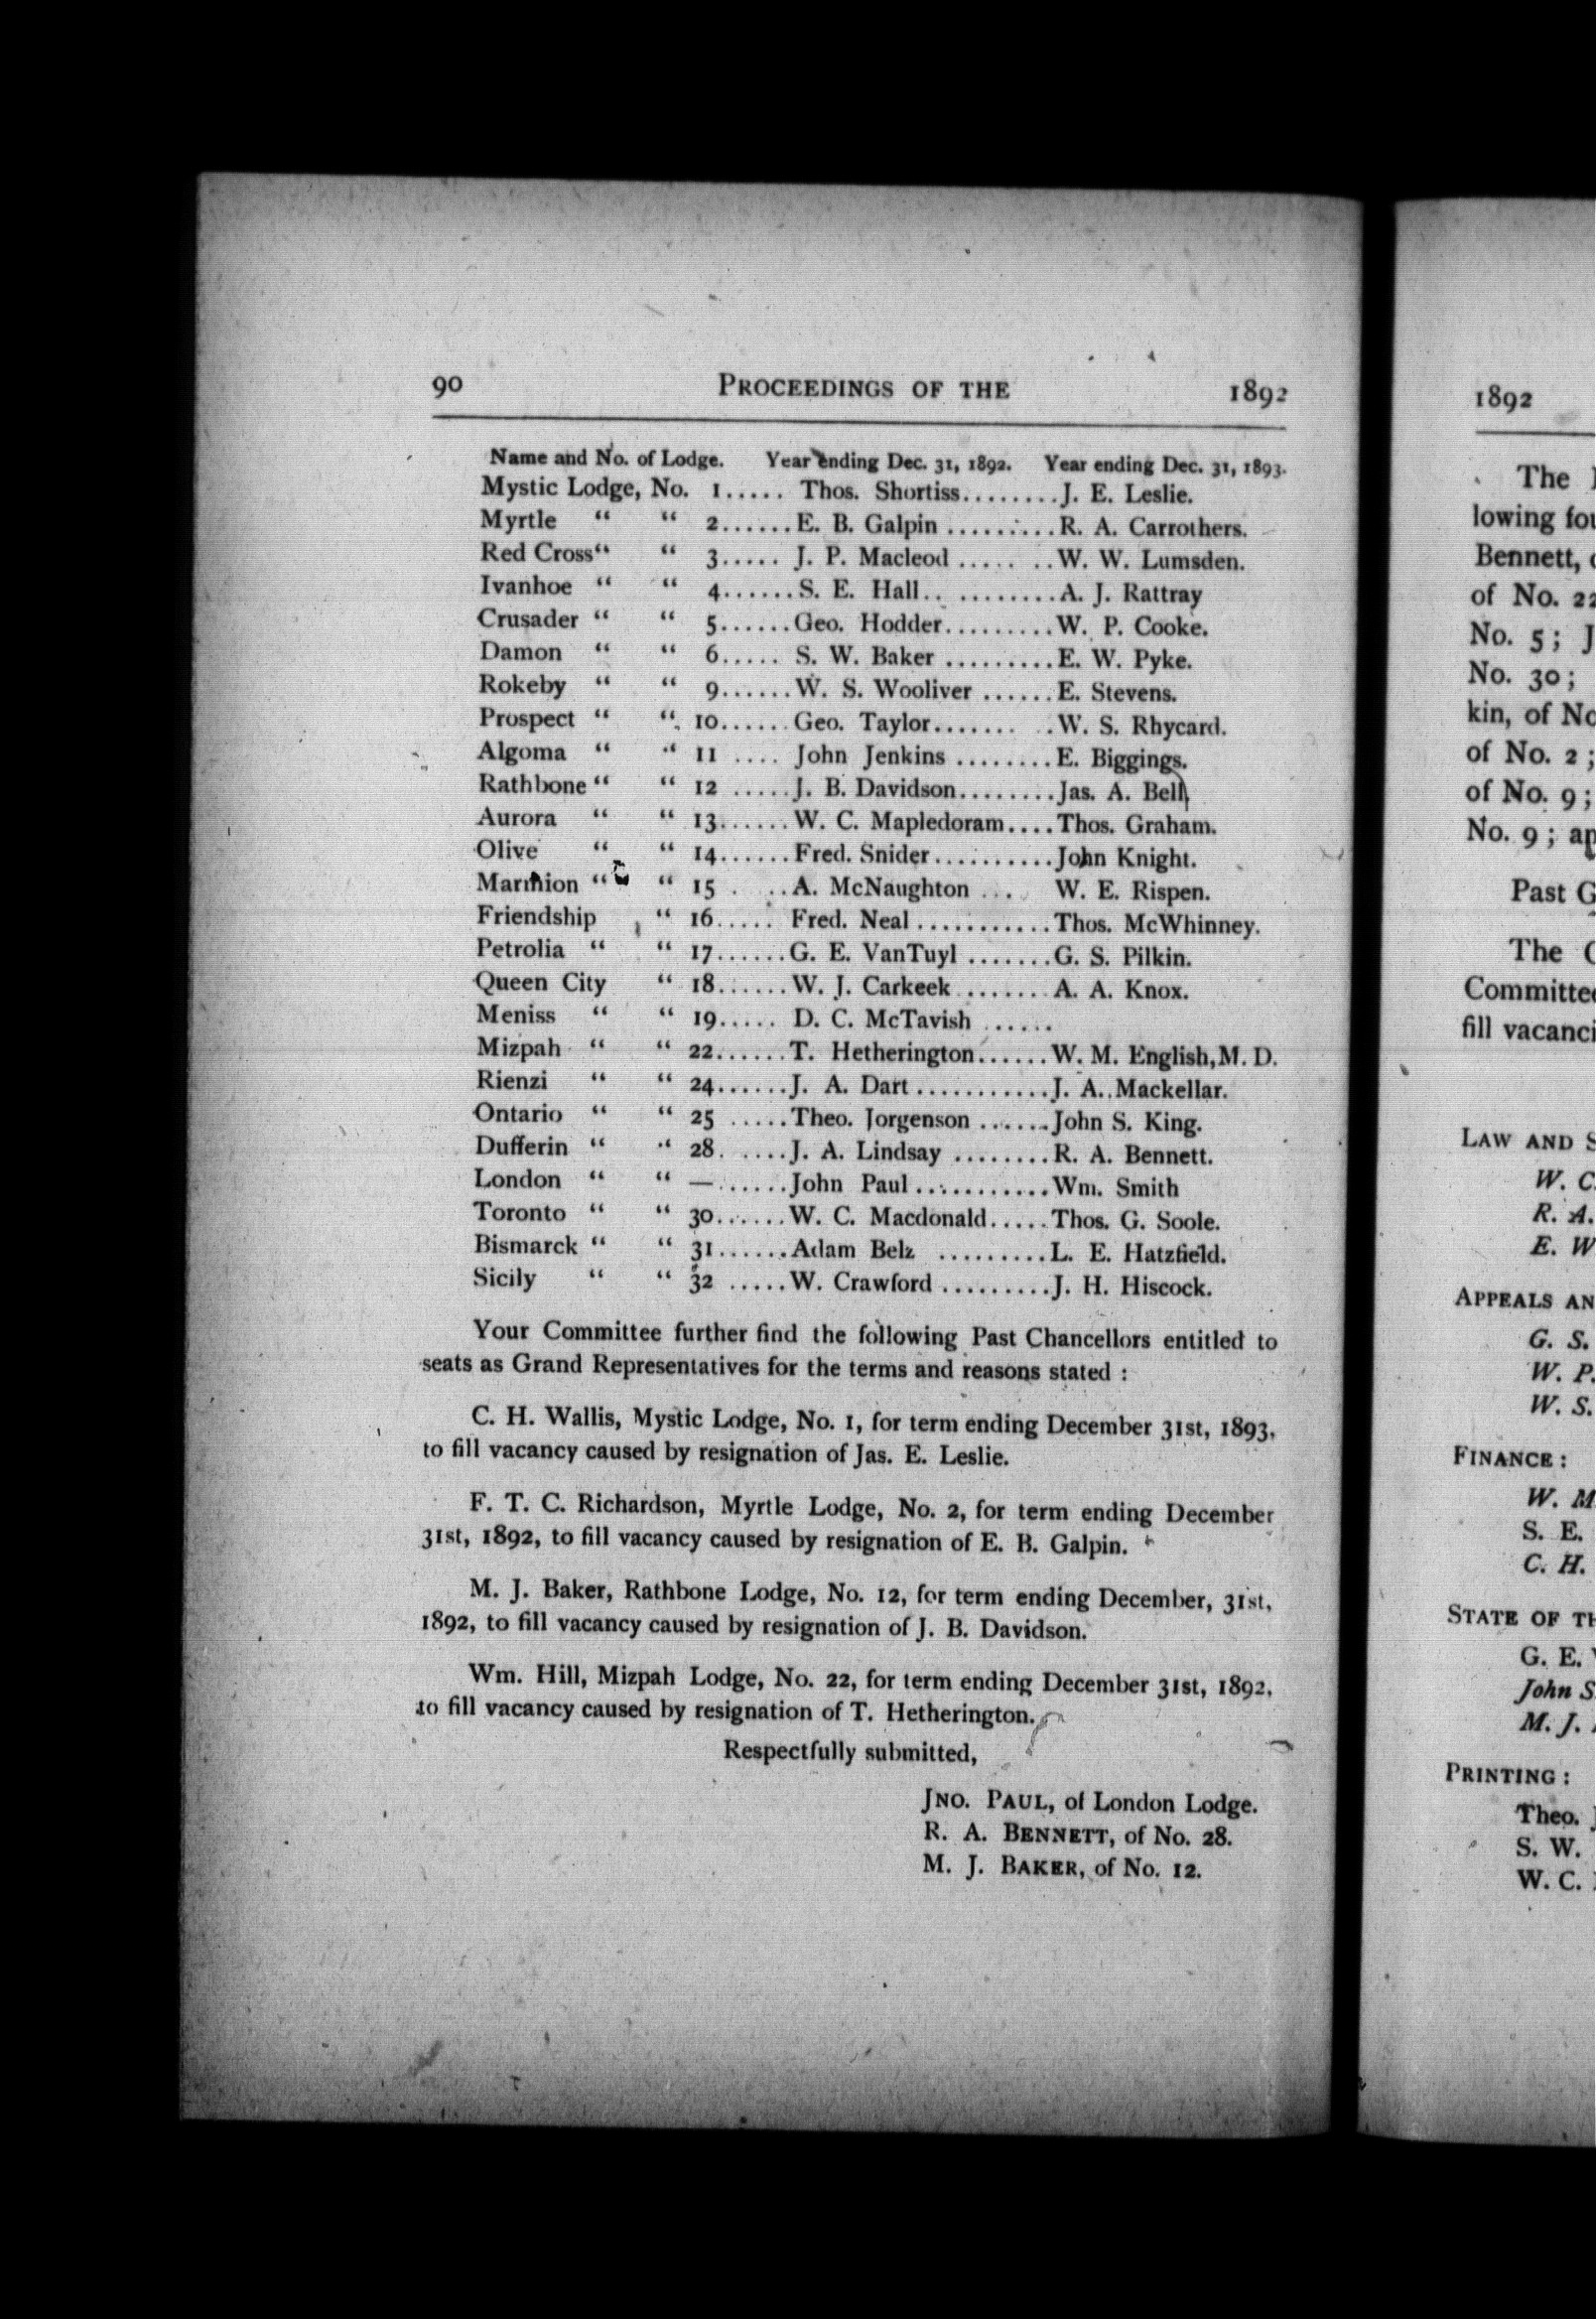 90 PROCEEDINGS OF THE 1892
Name and No. of Lodge. Year ending Dec. 31, 1892. Year ending Dec. 31, 1893.
Mystic Lodge, No. 1..... Thos. Shortiss........J. E. Leslie.
Myrtle “ “ 2......E. B. Galpin .........R. A. Carrothers.
Red Cross“ “ 3..... J. P. Macleod ..... ..W. W. Lumsden.
Ivanhoe “ “ 4......S. E. Hall.. .........A. J. Rattray
Crusader “ “ 5......Geo. Hodder.........W. P. Cooke.
Damon “ “ 6..... S. W. Baker .........E. W. Pyke.
Rokeby “ “ 9......W. S. Wooliver ......E. Stevens.
Prospect “ “ 10......Geo. Taylor....... .W. S. Rhycard.
Algoma “ “ 11 .... John Jenkins ........E. Biggings.
Rathbone “ “ 12 .....J. B. Davidson........Jas. A. Bell
Aurora “ “ 13......W. C. Mapledoram....Thos. Graham.
Olive “ “ 14......Fred. Snider..........John Knight.
Marmion “ “ 15 . ..A. McNaughton ... W. E. Rispen.
Friendship “ 16..... Fred. Neal...........Thos. McWhinney.
Petrolia “ “ 17......G. E. VanTuyl .......G. S. Pilkin.
Queen City “ 18......W. J. Carkeek ....... A. A. Knox.
Meniss “ “ 19..... D. C. McTavish ......
Mizpah “ “ 22......T. Hetherington......W. M. English, M. D.
Rienzi “ “ 24......J. A. Dart...........J. A. Mackellar.
Ontario “ “ 25 .....Theo. Jorgenson .......John S. King.
Dufferin “ “ 28. ....J. A. Lindsay ........R. A. Bennett.
London “ “ —......John Paul...........Wm. Smith
Toronto “ “ 30......W. C. Macdonald.....Thos. G. Soole.
Bismarck “ “ 31......Adam Belz .........L. E. Hatzfield.
Sicily “ “ 32 .....W. Crawford.........J. H. Hiscock.
Your Committee further find the following Past Chancellors entitled to
seats as Grand Representatives for the terms and reasons stated :
C. H. Wallis, Mystic Lodge, No. 1, for term ending December 31st, 1893,
to fill vacancy caused by resignation of Jas. E. Leslie.
F. T. C. Richardson, Myrtle Lodge, No. 2, for term ending December
31st, 1892, to fill vacancy caused by resignation of E. B. Galpin.
M. J. Baker, Rathbone Lodge, No. 12, for term ending December, 31st,
1892, to fill vacancy caused by resignation of J. B. Davidson.
Wm. Hill, Mizpah Lodge, No. 22, for term ending December 31st, 1892,
to fill vacancy caused by resignation of T. Hetherington.
Respectfully submitted,
JNO. PAUL, of London Lodge.
R. A. BENNETT, of No. 28.
M. J. BAKER, of No. 12.
1892
The
lowing
Bennett,
of No. 22
No. 5 ; J
No. 30 ;
kin, of
of No. 2 ;
of No. 9 ;
No. 9 ;
Past G
The
Committee
fill
LAW AND S
W. C.
R. A.
E. W
APPEALS AN
G. S.
W. P.
W. S.
FINANCE :
W. M
S. E.
C. H.
STATE OF TH
G. E.
John S
M. J.
PRINTING :
Theo.
S. W.
W. C.